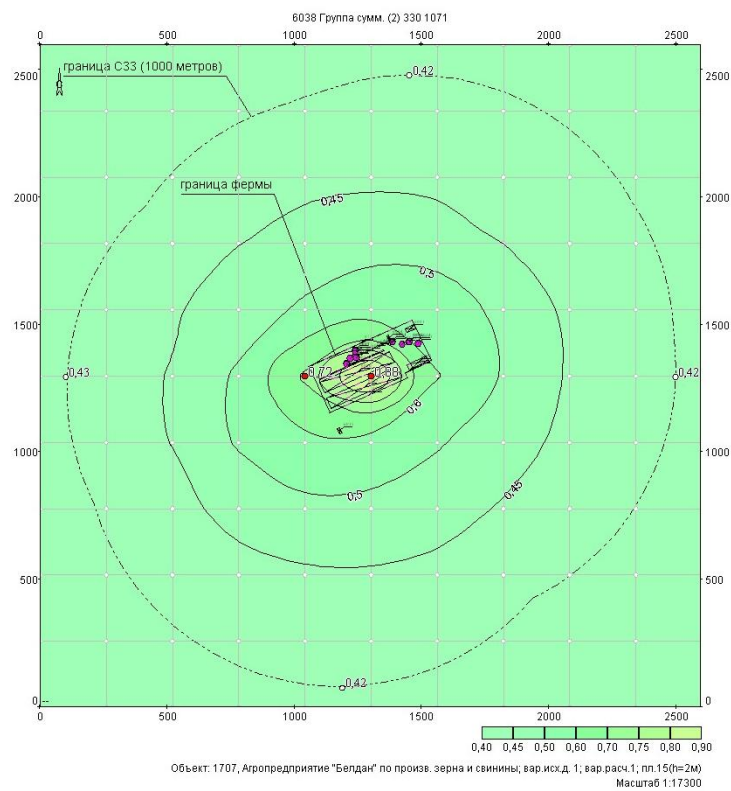 6038 Группа сумм. (2) 330 1071
0 500 1000 1500 2000 2500
2500 2500
граница СЗЗ (1000 метров)
0,42
граница фермы
2000 2000
0,45
0,5
1500 1500
0,43 0,72 0,88 0,42
0,6
1000 1000
0,5 0,45
500 500
0,42
0 0
0 500 1000 1500 2000 2500
0,40 0,45 0,50 0,60 0,70 0,75 0,80 0,90
Объект: 1707, Агропредприятие "Белдан" по произв. зерна и свинины; вар.исх.д. 1; вар.расч.1; пл.15(h=2м)
Масштаб 1:17300